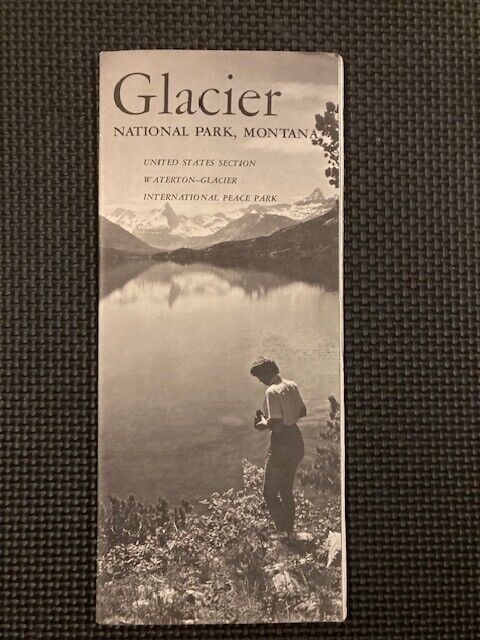 Glacier
NATIONAL PARK, MONTANA
UNITED STATES SECTION
WATERTON–GLACIER
INTERNATIONAL PEACE PARK